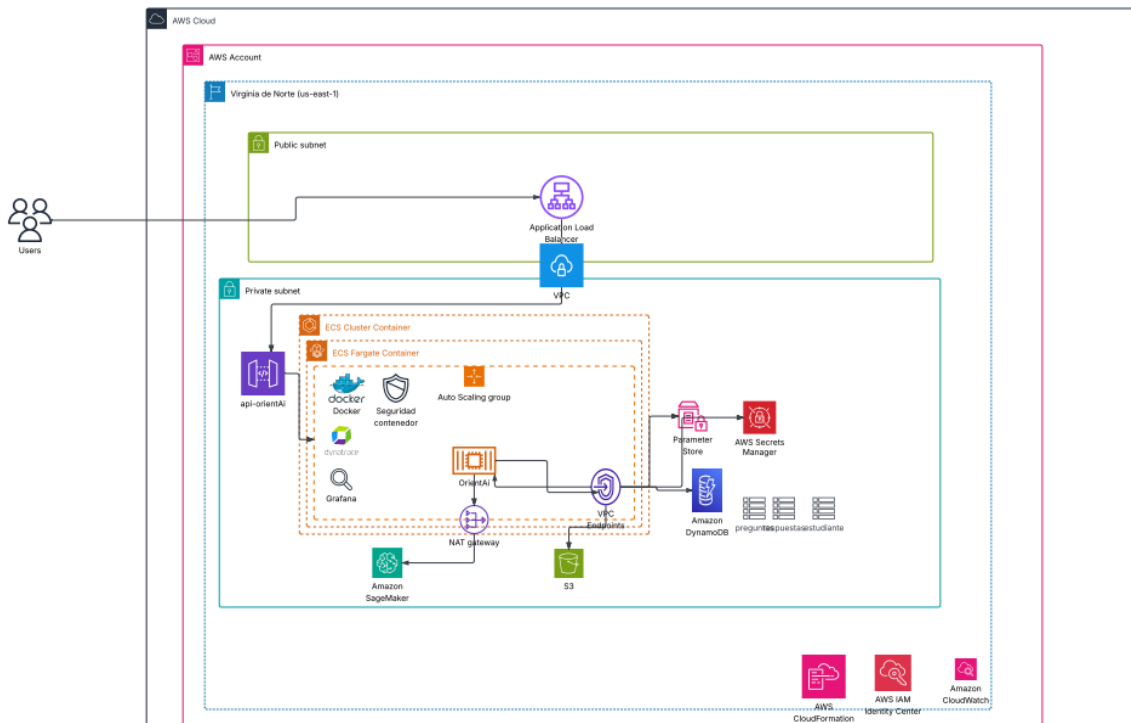 AWS Cloud
AWS Account
Virginia de Norte (us-east-1)
Public subnet
Users
Application Load
Balancer
VPC
Private subnet
ECS Cluster Container
ECS Fargate Container
api-orientAi
docker
Docker
Seguridad
contenedor
Auto Scaling group
dynatrace
Grafana
OrientAi
VPC
Endpoints
Parameter
Store
AWS Secrets
Manager
Amazon
DynamoDB
preguntas
respuestas
estudiante
NAT gateway
Amazon
SageMaker
S3
AWS
CloudFormation
AWS IAM
Identity Center
Amazon
CloudWatch